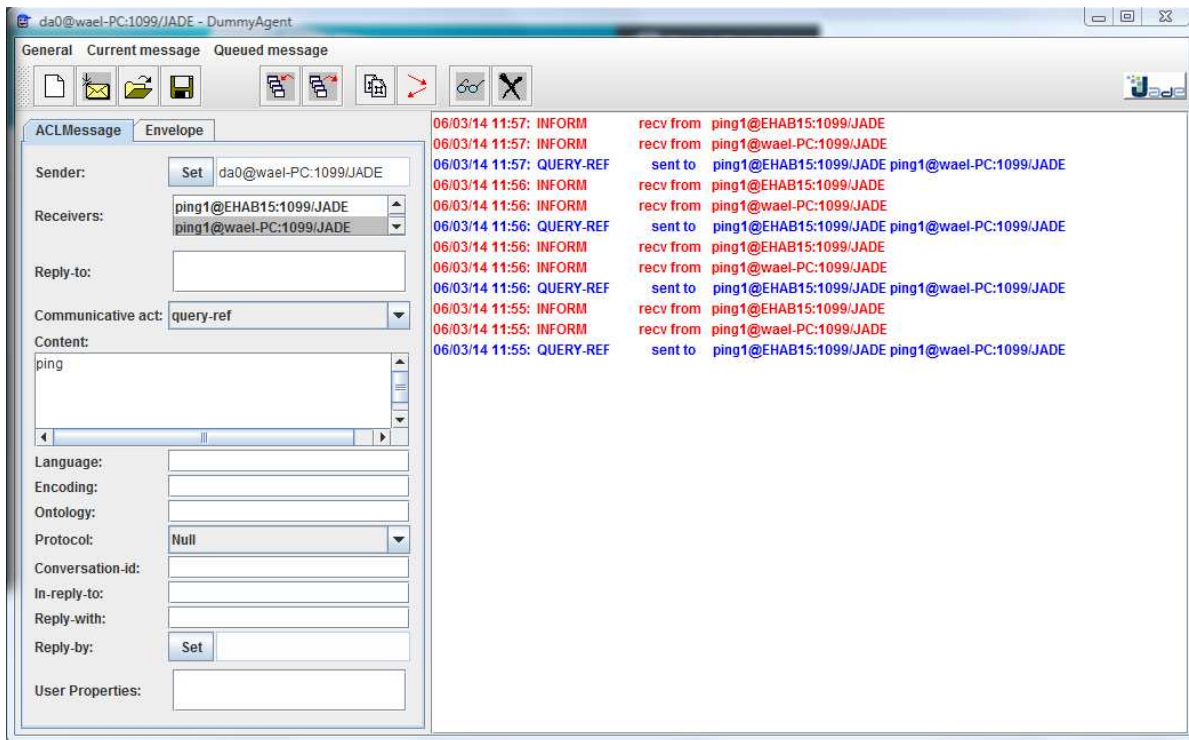 da0@wael-PC:1099/JADE - DummyAgent
General Current message Queued message
Jade
ACLMessage Envelope
Sender: Set da0@wael-PC:1099/JADE
Receivers: ping1@EHAB15:1099/JADE
ping1@wael-PC:1099/JADE
Reply-to:
Communicative act: query-ref
Content:
ping
Language:
Encoding:
Ontology:
Protocol: Null
Conversation-id:
In-reply-to:
Reply-with:
Reply-by: Set
User Properties:
06/03/14 11:57: INFORM recv from ping1@EHAB15:1099/JADE
06/03/14 11:57: INFORM recv from ping1@wael-PC:1099/JADE
06/03/14 11:57: QUERY-REF sent to ping1@EHAB15:1099/JADE ping1@wael-PC:1099/JADE
06/03/14 11:56: INFORM recv from ping1@EHAB15:1099/JADE
06/03/14 11:56: INFORM recv from ping1@wael-PC:1099/JADE
06/03/14 11:56: QUERY-REF sent to ping1@EHAB15:1099/JADE ping1@wael-PC:1099/JADE
06/03/14 11:56: INFORM recv from ping1@EHAB15:1099/JADE
06/03/14 11:56: INFORM recv from ping1@wael-PC:1099/JADE
06/03/14 11:56: QUERY-REF sent to ping1@EHAB15:1099/JADE ping1@wael-PC:1099/JADE
06/03/14 11:55: INFORM recv from ping1@EHAB15:1099/JADE
06/03/14 11:55: INFORM recv from ping1@wael-PC:1099/JADE
06/03/14 11:55: QUERY-REF sent to ping1@EHAB15:1099/JADE ping1@wael-PC:1099/JADE